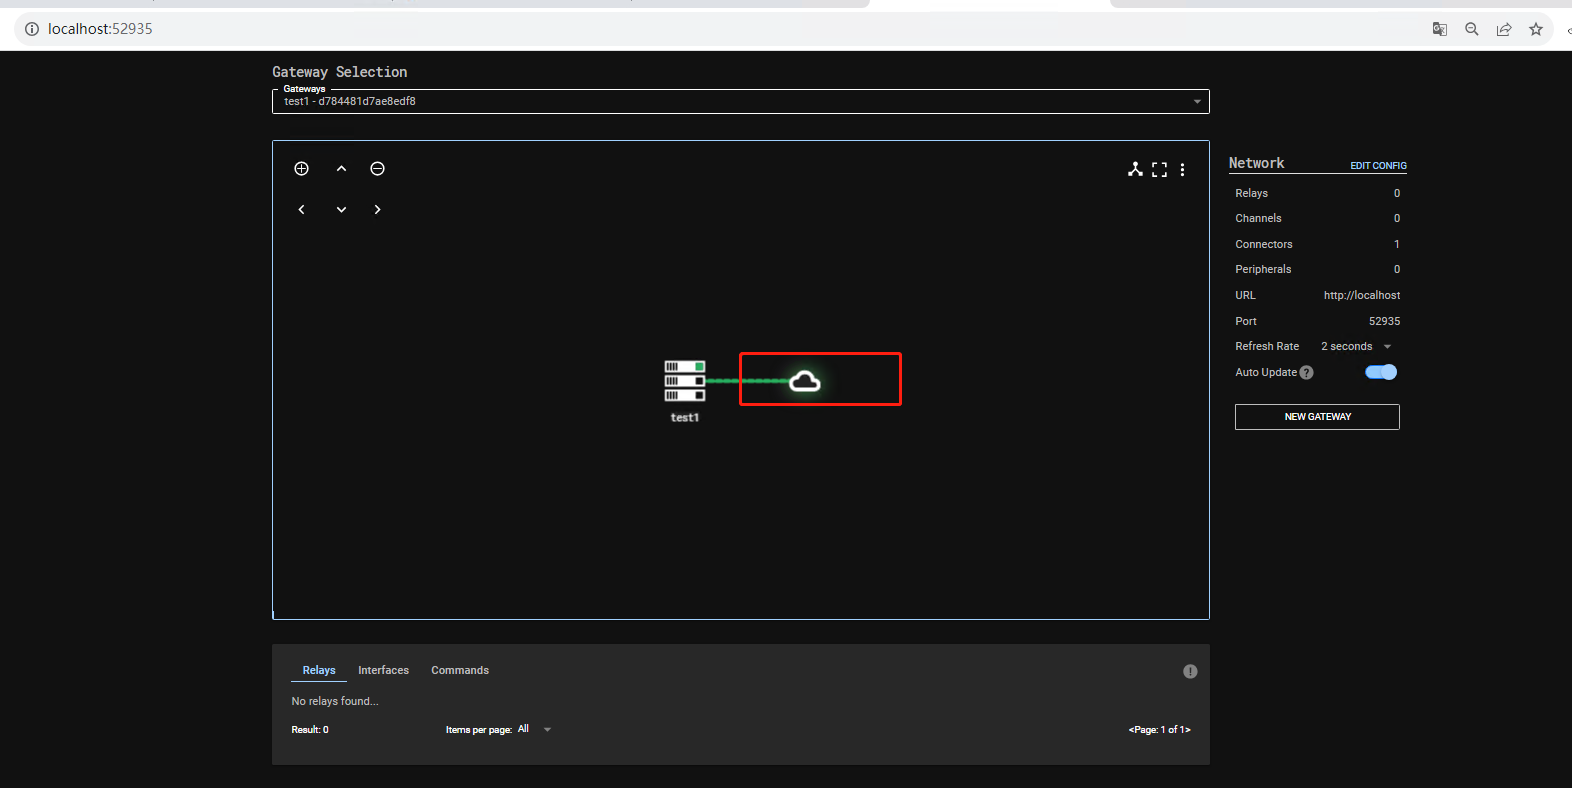 localhost:52935
Gateway Selection
Gateways
test1 - d784481d7ae8edf8
Network
EDIT CONFIG
Relays 0
Channels 0
Connectors 1
Peripherals 0
URL http://localhost
Port 52935
Refresh Rate 2 seconds
Auto Update ?
NEW GATEWAY
test1
Relays Interfaces Commands
No relays found...
Result: 0 Items per page: All <Page: 1 of 1>